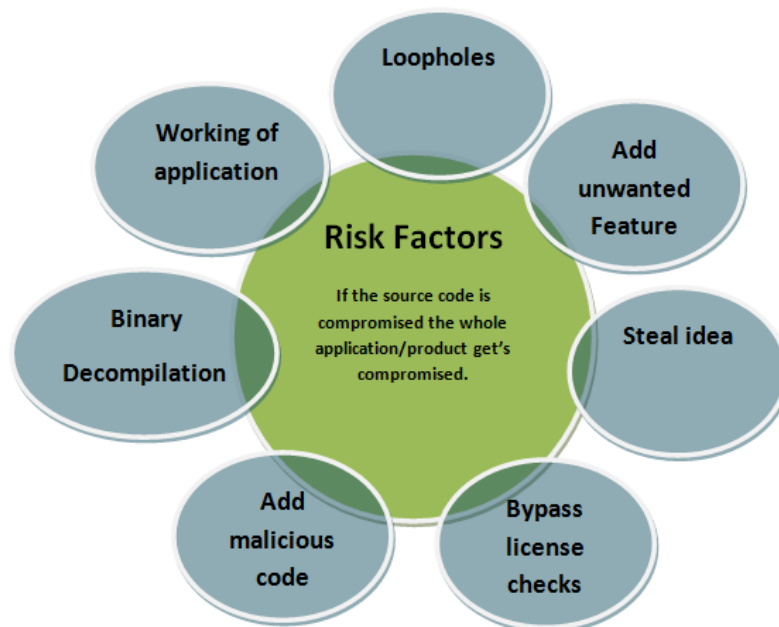 Loopholes
Working of
application
Add
unwanted
Feature
Risk Factors
If the source code is
compromised the whole
application/product get's
compromised.
Binary
Decompilation
Steal idea
Add
malicious
code
Bypass
license
checks